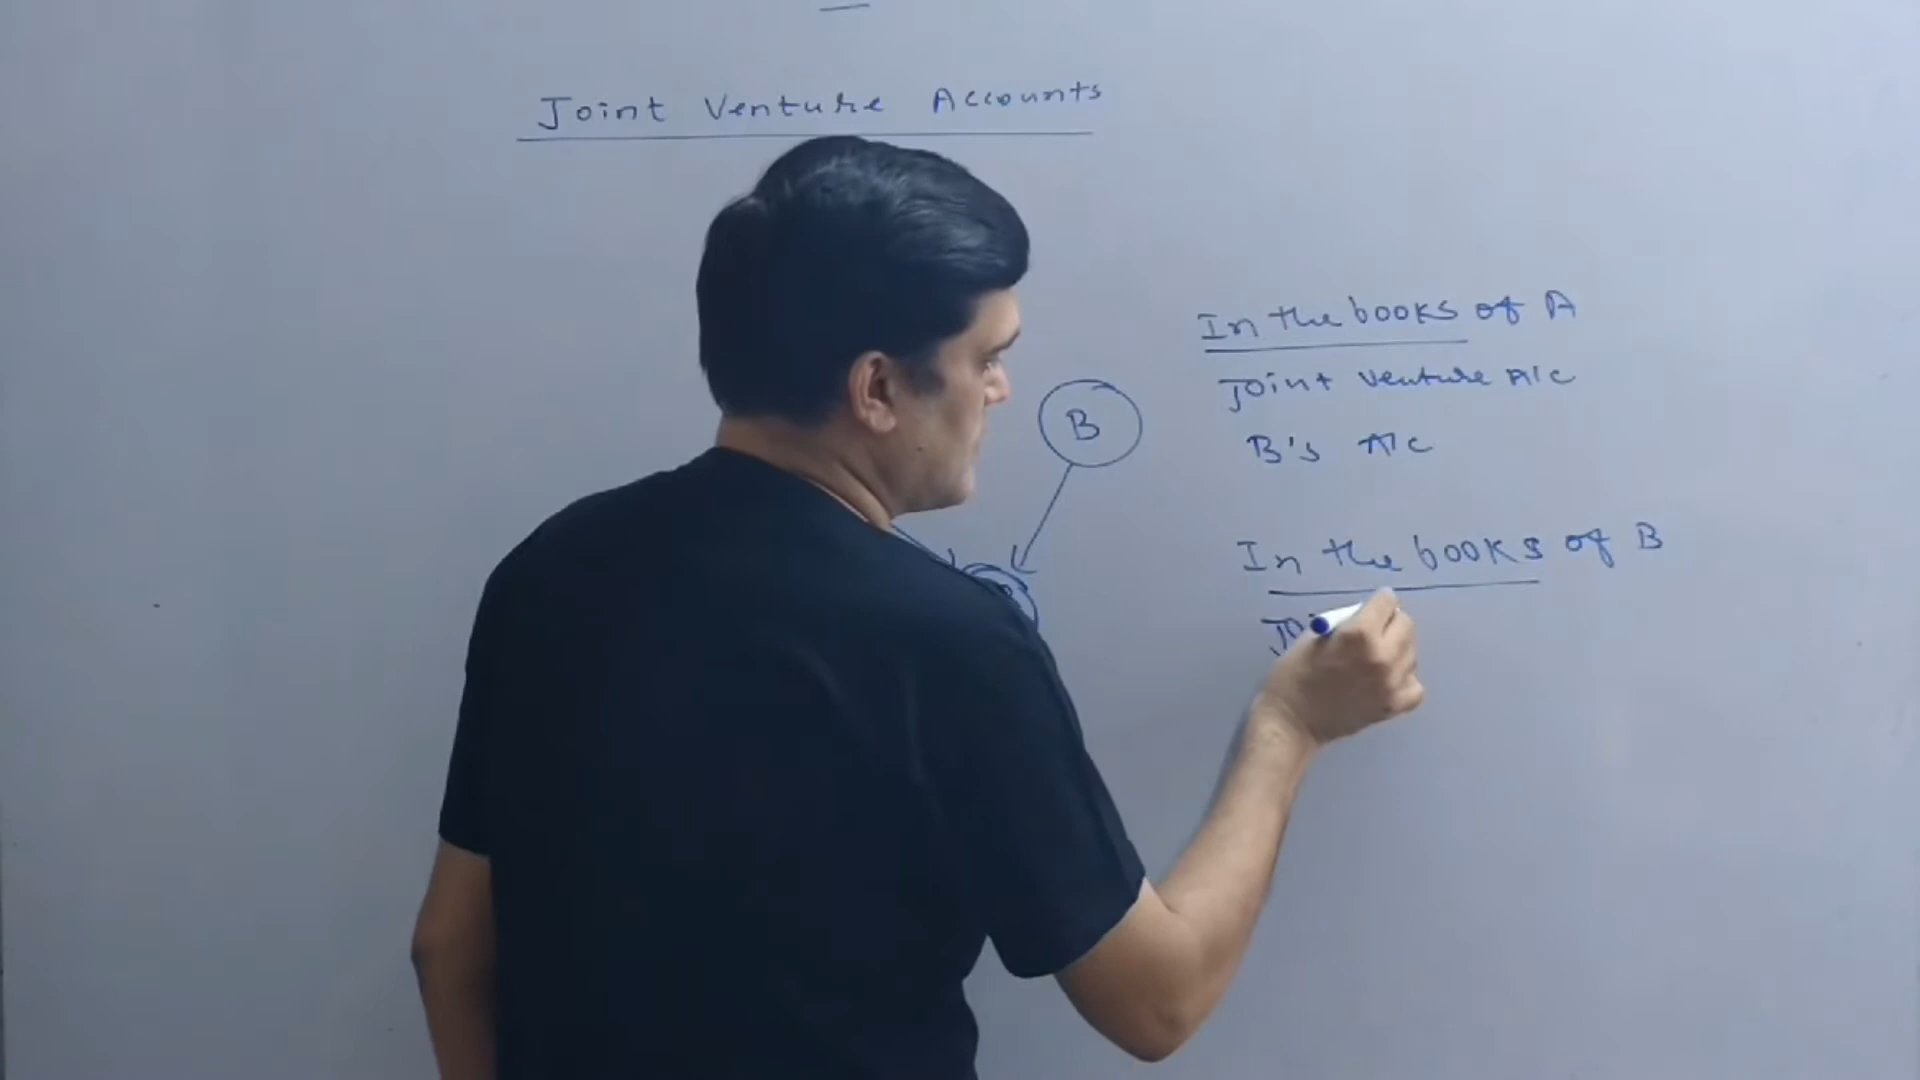 Joint Venture Accounts
B
In the books of A
Joint Venture A/c
B's A/c
In the books of B